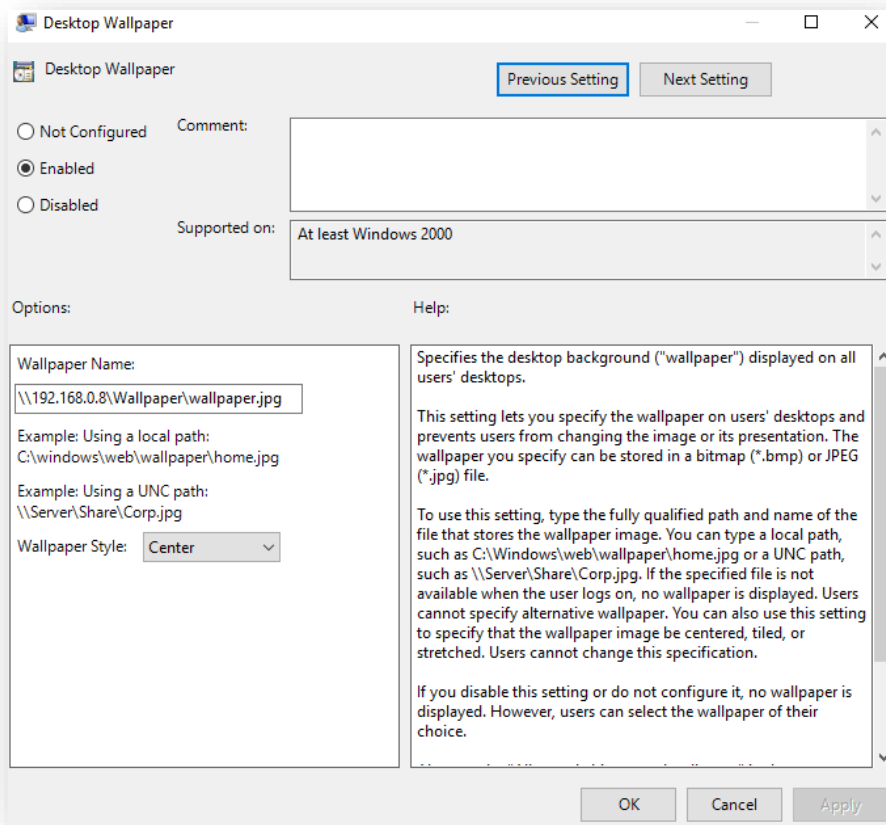 Desktop Wallpaper
Desktop Wallpaper
Previous Setting
Next Setting
Not Configured
Comment:
Enabled
Disabled
Supported on:
At least Windows 2000
Options:
Help:
Wallpaper Name:
\\192.168.0.8\Wallpaper\wallpaper.jpg
Example: Using a local path:
C:\windows\web\wallpaper\home.jpg
Example: Using a UNC path:
\\Server\Share\Corp.jpg
Wallpaper Style:
Center
Specifies the desktop background ("wallpaper") displayed on all
users' desktops.
This setting lets you specify the wallpaper on users' desktops and
prevents users from changing the image or its presentation. The
wallpaper you specify can be stored in a bitmap (*.bmp) or JPEG
(*.jpg) file.
To use this setting, type the fully qualified path and name of the
file that stores the wallpaper image. You can type a local path,
such as C:\Windows\web\wallpaper\home.jpg or a UNC path,
such as \\Server\Share\Corp.jpg. If the specified file is not
available when the user logs on, no wallpaper is displayed. Users
cannot specify alternative wallpaper. You can also use this setting
to specify that the wallpaper image be centered, tiled, or
stretched. Users cannot change this specification.
If you disable this setting or do not configure it, no wallpaper is
displayed. However, users can select the wallpaper of their
choice.
OK
Cancel
Apply